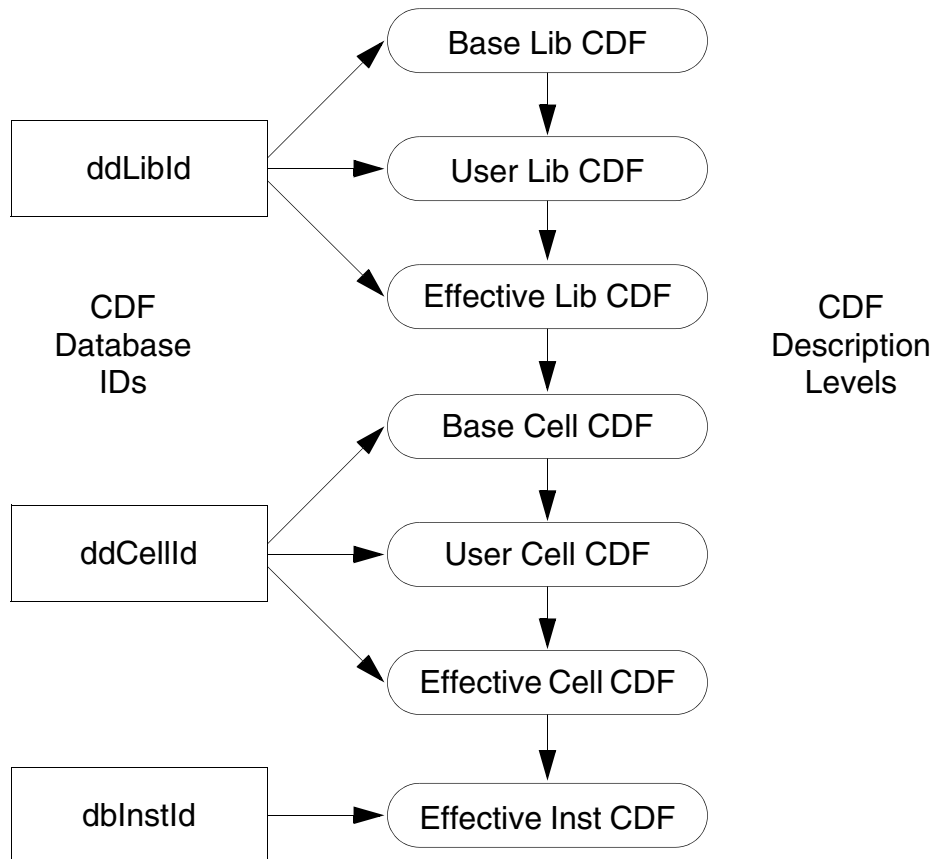 Base Lib CDF
ddLibId
User Lib CDF
Effective Lib CDF
CDF
Database
IDs
CDF
Description
Levels
Base Cell CDF
ddCellId
User Cell CDF
Effective Cell CDF
dbInstId
Effective Inst CDF